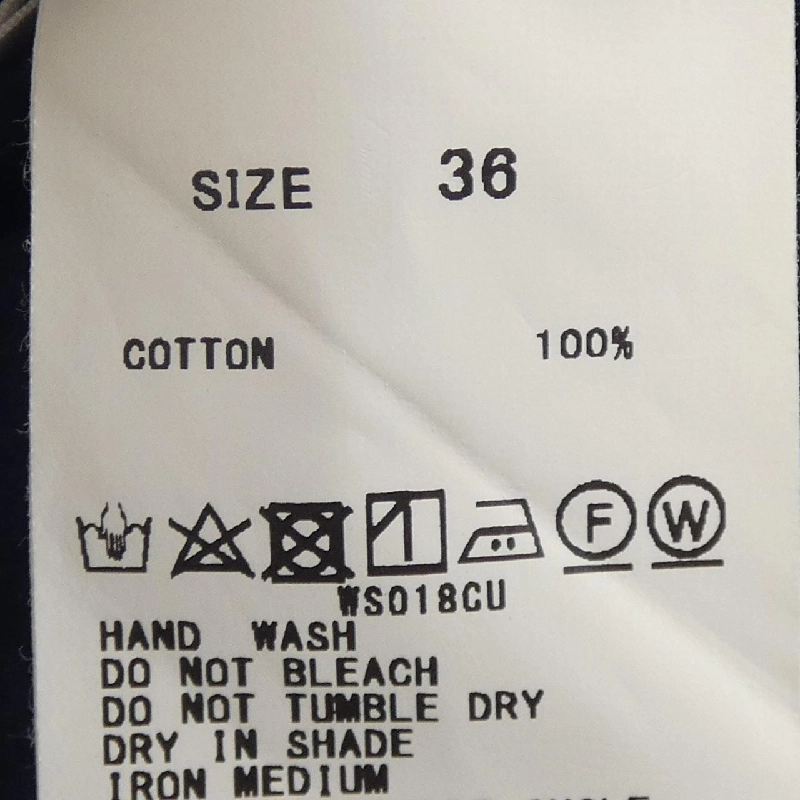 SIZE 36
COTTON 100%
F W
WS018CU
HAND WASH
DO NOT BLEACH
DO NOT TUMBLE DRY
DRY IN SHADE
IRON MEDIUM